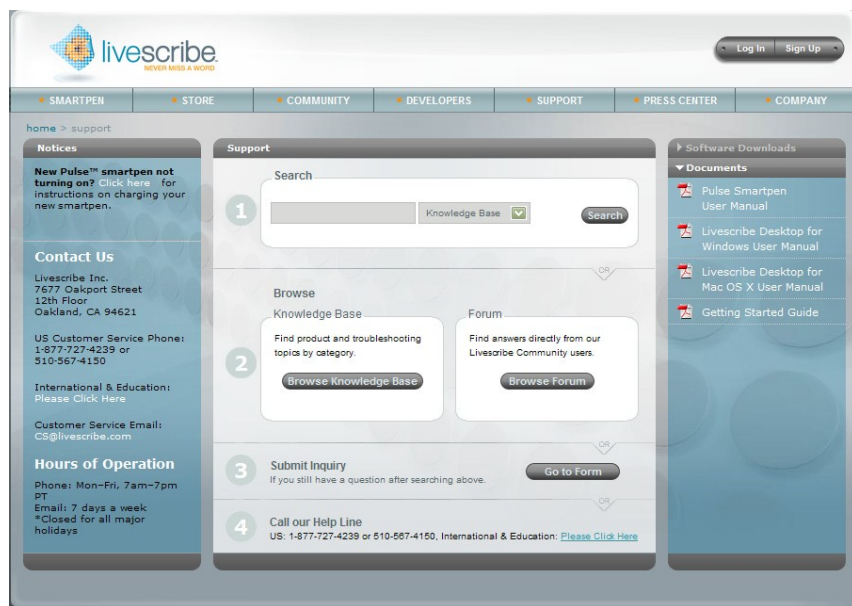 livescribe
NEVER MISS A WORD
Log In Sign Up
SMARTPEN STORE COMMUNITY DEVELOPERS SUPPORT PRESS CENTER COMPANY
home > support
Notices
New Pulse™ smartpen not
turning on? Click here for
instructions on charging your
new smartpen.
Contact Us
Livescribe Inc.
7677 Oakport Street
12th Floor
Oakland, CA 94621
US Customer Service Phone:
1-877-727-4239 or
510-567-4150
International & Education:
Please Click Here
Customer Service Email:
CS@livescribe.com
Hours of Operation
Phone: Mon-Fri, 7am-7pm
PT
Email: 7 days a week
*Closed for all major
holidays
Support
Search
1
Knowledge Base
Search
OR
Browse
2
Knowledge Base
Find product and troubleshooting
topics by category.
Browse Knowledge Base
Forum
Find answers directly from our
Livescribe Community users.
Browse Forum
OR
3
Submit Inquiry
If you still have a question after searching above.
Go to Form
OR
4
Call our Help Line
US: 1-877-727-4239 or 510-567-4150, International & Education: Please Click Here
Software Downloads
Documents
Pulse Smartpen
User Manual
Livescribe Desktop for
Windows User Manual
Livescribe Desktop for
Mac OS X User Manual
Getting Started Guide